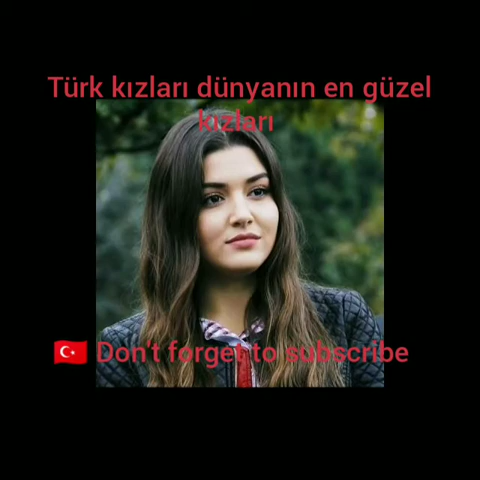 Türk kızları dünyanın en güzel
kızları
🇹🇷 Don't forget to subscribe